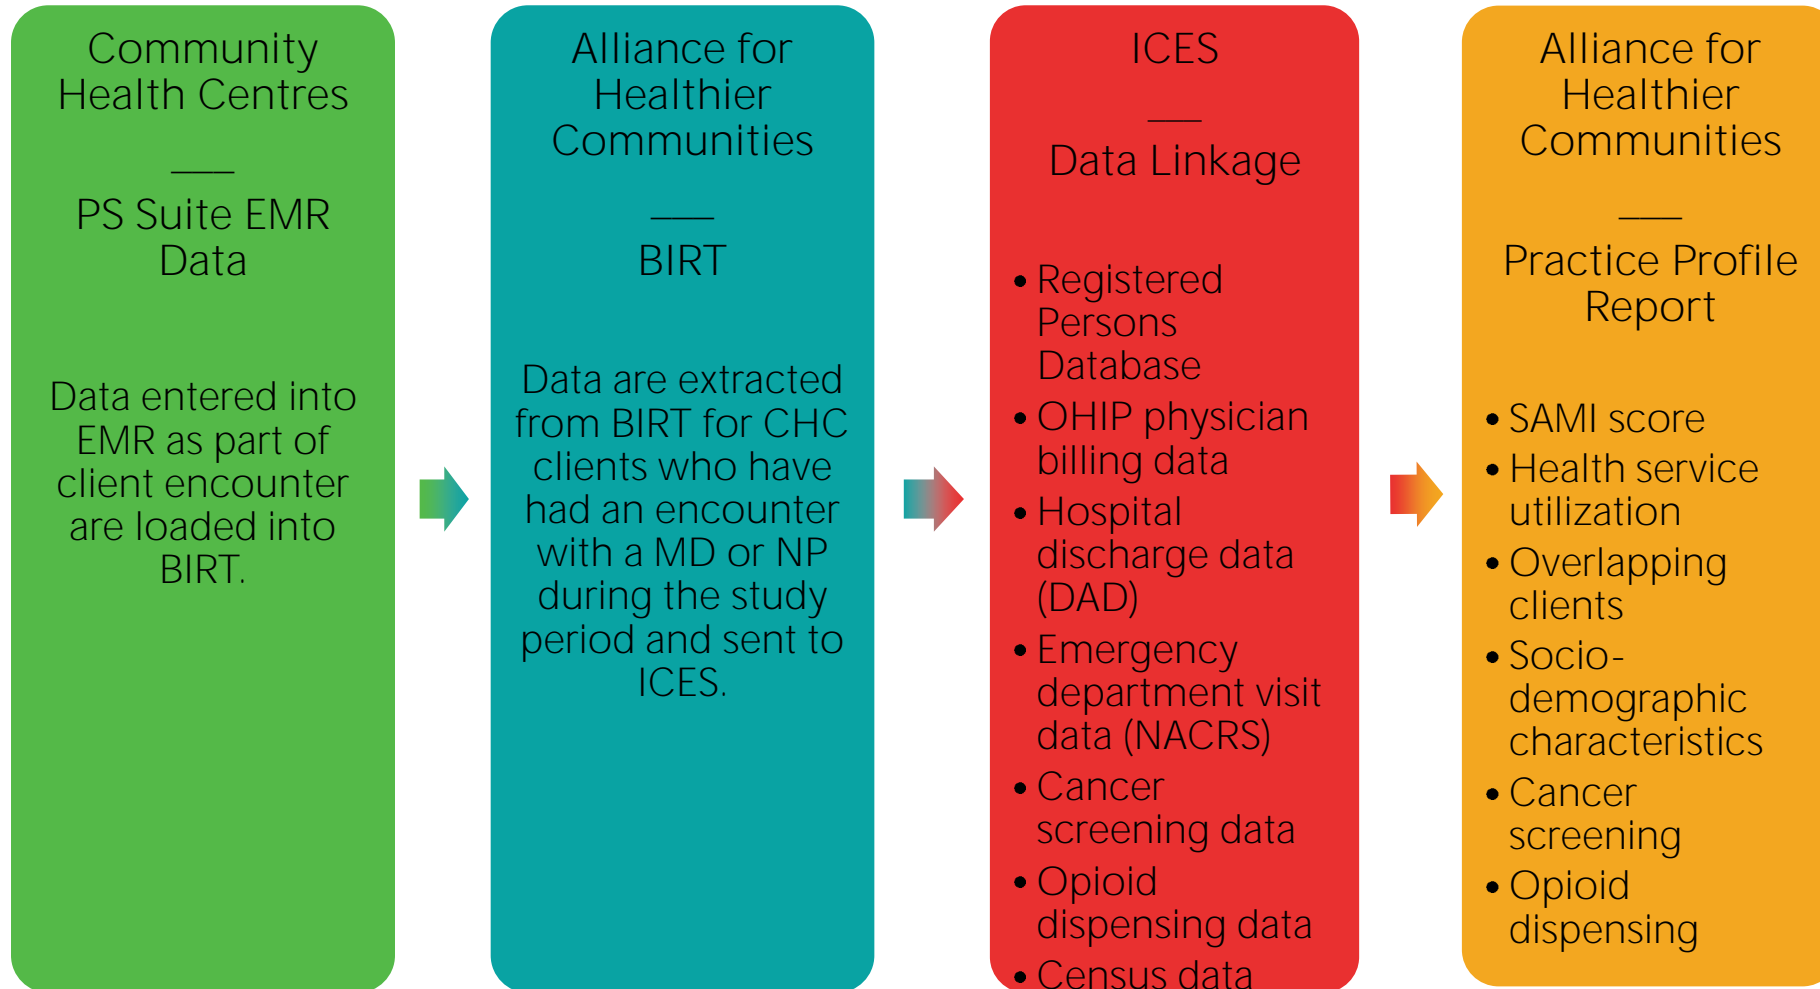 Community
Health Centres
___
PS Suite EMR
Data
Data entered into
EMR as part of
client encounter
are loaded into
BIRT.
Alliance for
Healthier
Communities
___
BIRT
Data are extracted
from BIRT for CHC
clients who have
had an encounter
with a MD or NP
during the study
period and sent to
ICES.
ICES
___
Data Linkage
• Registered
Persons
Database
• OHIP physician
billing data
• Hospital
discharge data
(DAD)
• Emergency
department visit
data (NACRS)
• Cancer
screening data
• Opioid
dispensing data
• Census data
Alliance for
Healthier
Communities
___
Practice Profile
Report
• SAMI score
• Health service
utilization
• Overlapping
clients
• Socio-
demographic
characteristics
• Cancer
screening
• Opioid
dispensing